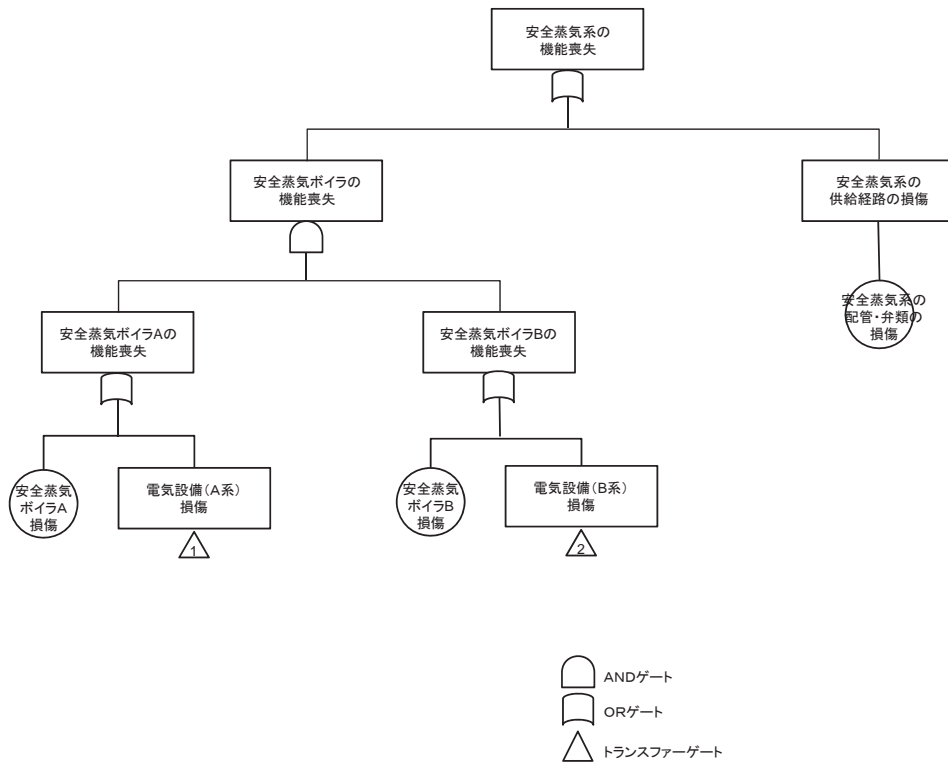 安全蒸気系の
機能喪失
安全蒸気ボイラの
機能喪失
安全蒸気系の
供給経路の損傷
安全蒸気ボイラAの
機能喪失
安全蒸気ボイラBの
機能喪失
安全蒸気系の
配管・弁類の
損傷
安全蒸気
ボイラA
損傷
電気設備(A系)
損傷
1
安全蒸気
ボイラB
損傷
電気設備(B系)
損傷
2
ANDゲート
ORゲート
トランスファーゲート